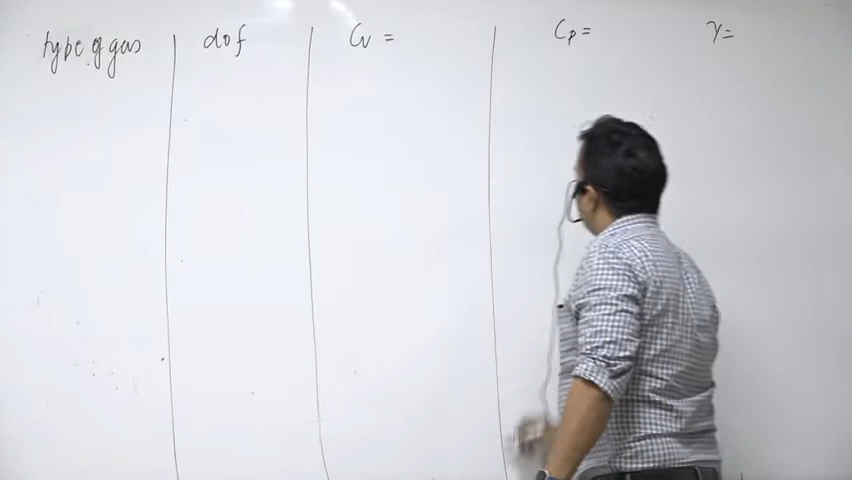 type of gas dof Cv = Cp = γ =